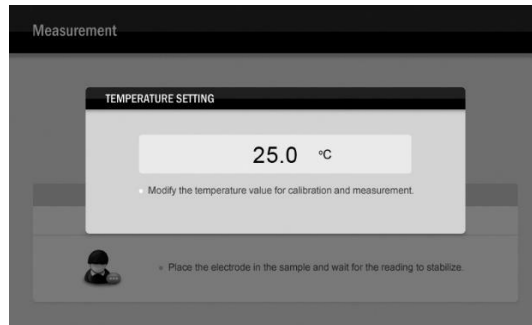 Measurement
TEMPERATURE SETTING
25.0 °C
Modify the temperature value for calibration and measurement.
Place the electrode in the sample and wait for the reading to stabilize.